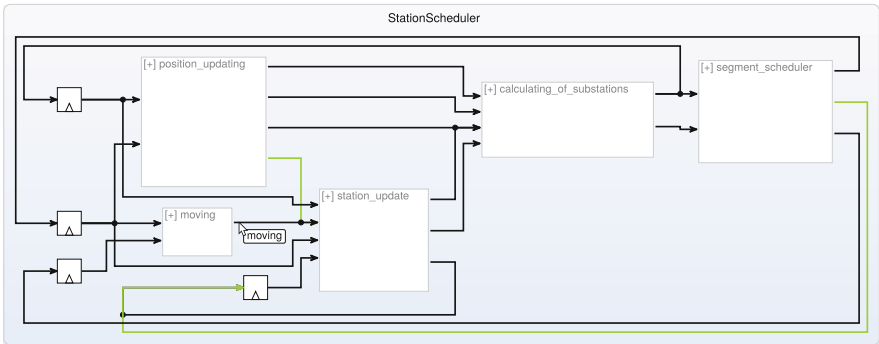 StationScheduler
[+] position_updating
[+] segment_scheduler
[+] calculating_of_substations
[+] station_update
[+] moving
moving